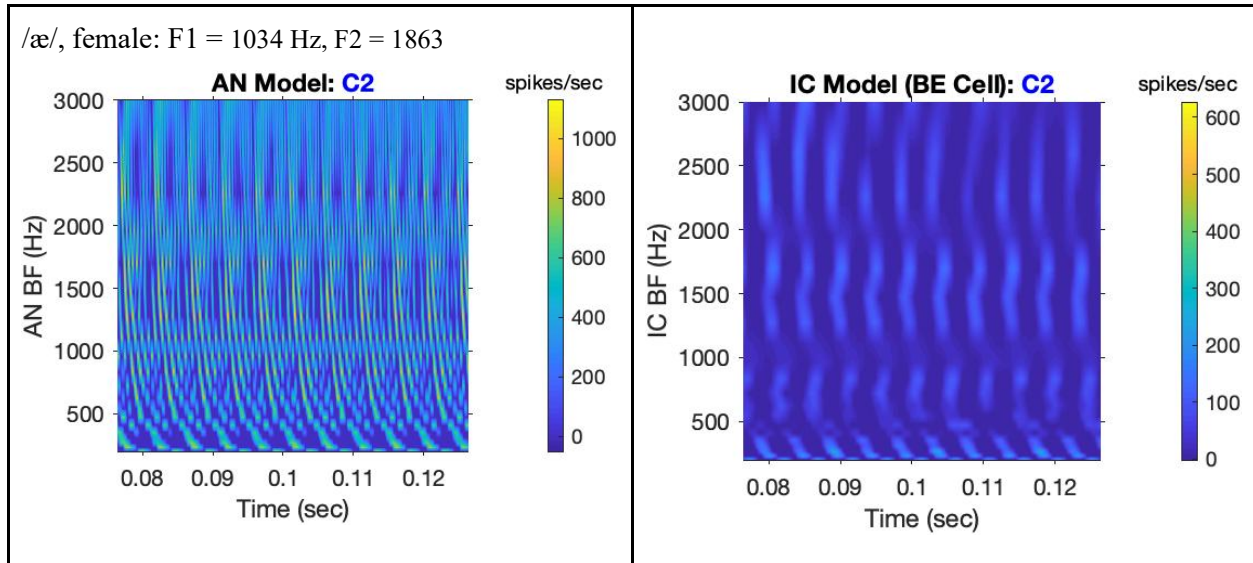 /æ/, female: F1 = 1034 Hz, F2 = 1863
AN Model: C2
spikes/sec
3000
2500
2000
1500
1000
500
AN BF (Hz)
0.08 0.09 0.1 0.11 0.12
Time (sec)
1000
800
600
400
200
0
IC Model (BE Cell): C2
spikes/sec
3000
2500
2000
1500
1000
500
IC BF (Hz)
0.08 0.09 0.1 0.11 0.12
Time (sec)
600
500
400
300
200
100
0